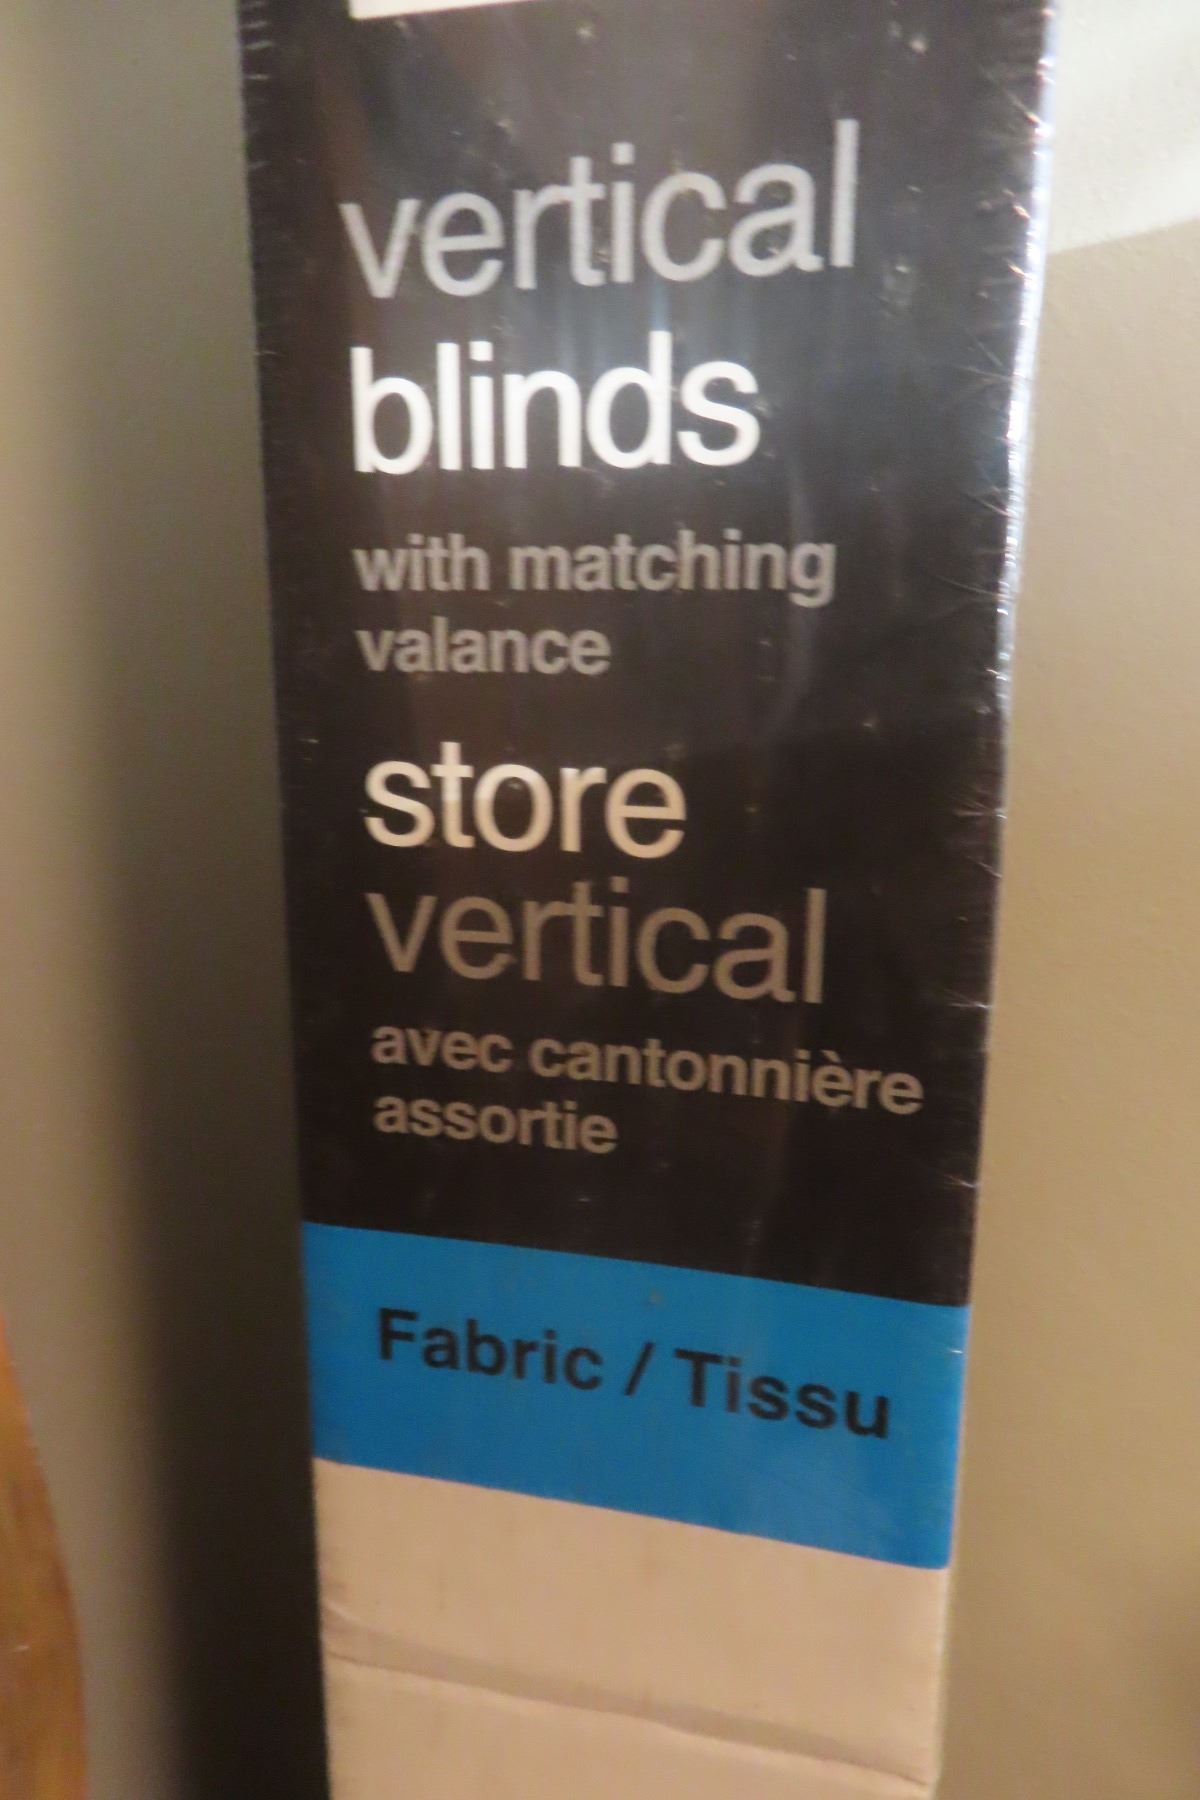 vertical
blinds
with matching
valance
store
vertical
avec cantonnière
assortie
Fabric / Tissu